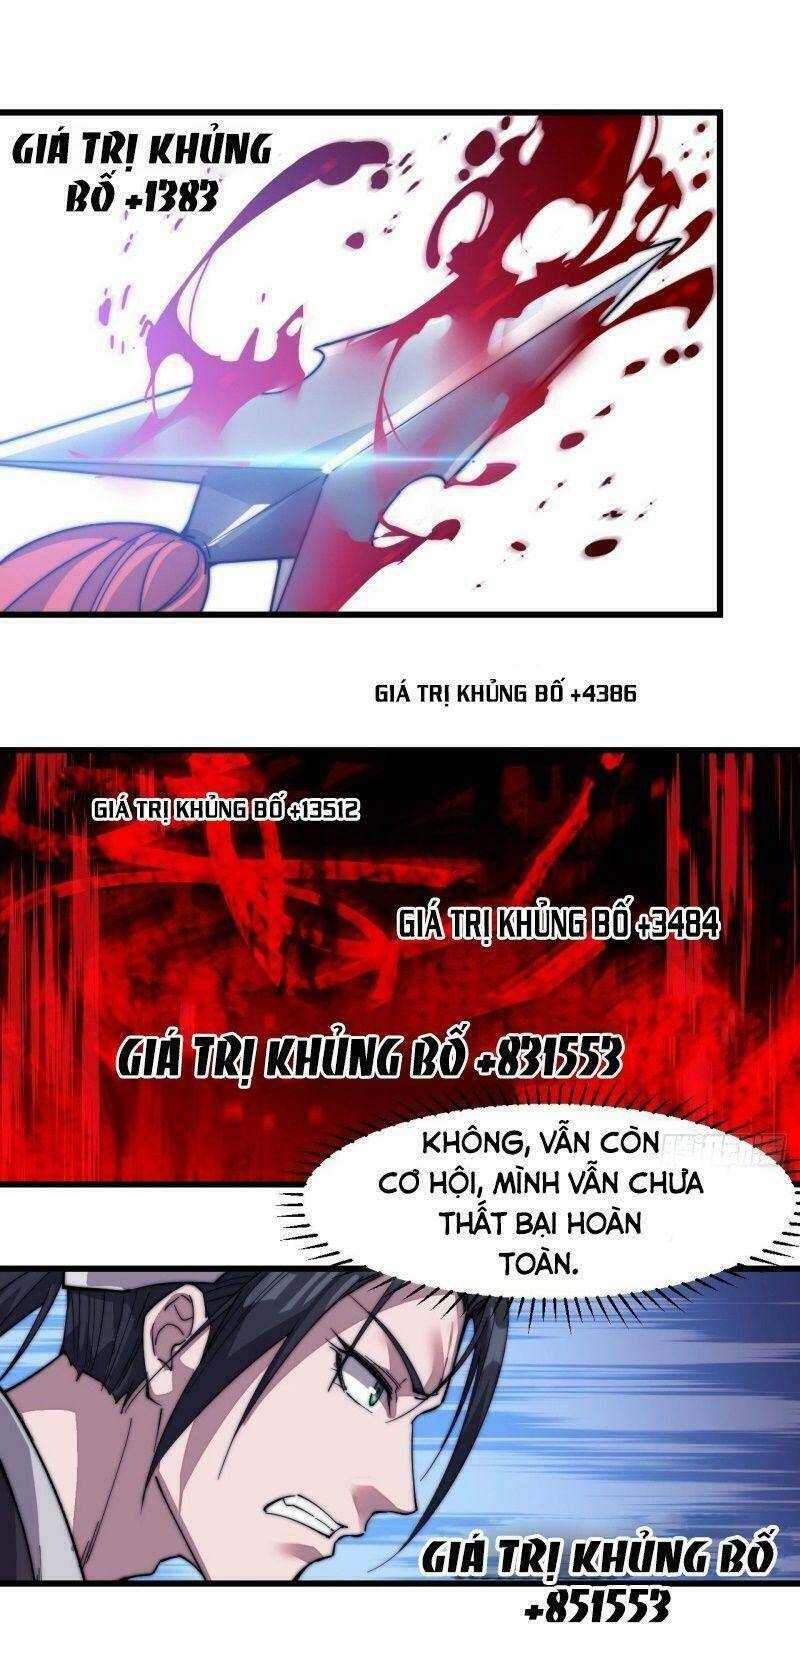 GIÁ TRỊ KHỦNG
BỐ +1383
GIÁ TRỊ KHỦNG BỐ +4386
GIÁ TRỊ KHỦNG BỐ +13512
GIÁ TRỊ KHỦNG BỐ +3484
GIÁ TRỊ KHỦNG BỐ +831553
KHÔNG, VẪN CÒN
CƠ HỘI, MÌNH VẪN CHƯA
THẤT BẠI HOÀN
TOÀN.
GIÁ TRỊ KHỦNG BỐ
+851553